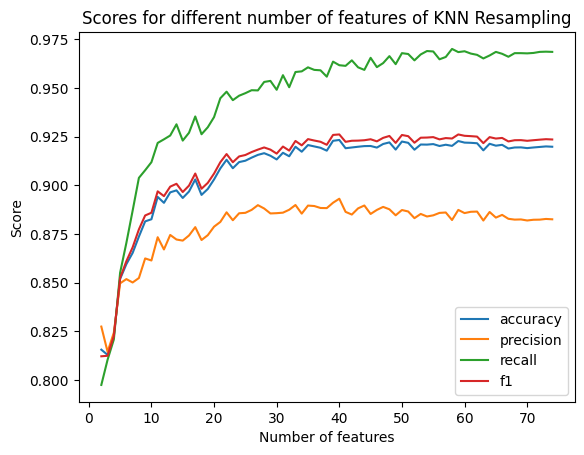 Scores for different number of features of KNN Resampling
Score
0.975
0.950
0.925
0.900
0.875
0.850
0.825
0.800
accuracy
precision
recall
f1
0
10
20
30
40
50
60
70
Number of features